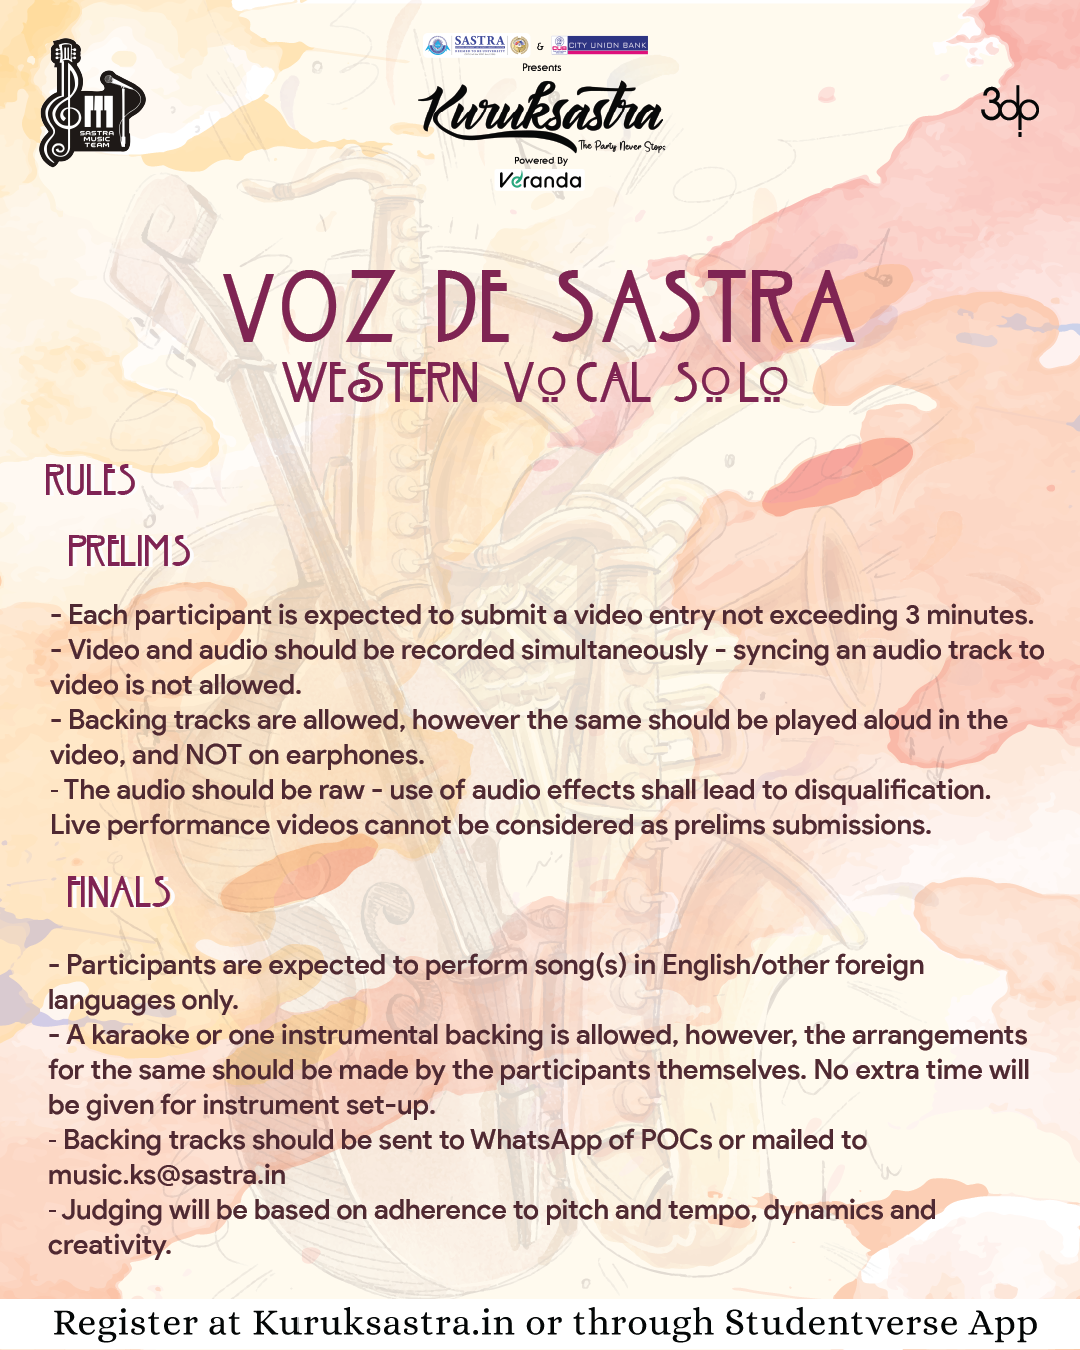 SASTRA
&
CUB
CITY UNION BANK
Presents
Kuruksastra
The Party Never Stops
Powered By
Veranda
SASTRA
MUSIC
TEAM
VOZ DE SASTRA
WESTERN VOCAL SOLO
RULES
PRELIMS
- Each participant is expected to submit a video entry not exceeding 3 minutes.
- Video and audio should be recorded simultaneously - syncing an audio track to
video is not allowed.
- Backing tracks are allowed, however the same should be played aloud in the
video, and NOT on earphones.
- The audio should be raw - use of audio effects shall lead to disqualification.
Live performance videos cannot be considered as prelims submissions.
FINALS
- Participants are expected to perform song(s) in English/other foreign
languages only.
- A karaoke or one instrumental backing is allowed, however, the arrangements
for the same should be made by the participants themselves. No extra time will
be given for instrument set-up.
- Backing tracks should be sent to WhatsApp of POCs or mailed to
music.ks@sastra.in
- Judging will be based on adherence to pitch and tempo, dynamics and
creativity.
Register at Kuruksastra.in or through Studentverse App